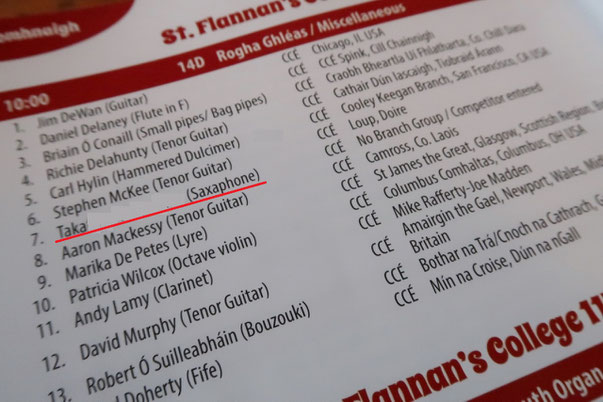 emhnaigh
St. Flannan's
14D Rogha Ghléas / Miscellaneous
10:00
1. Jim DeWan (Guitar)
2. Daniel Delaney (Flute in F)
3. Briain Ó Conaill (Small pipes/ Bag pipes)
4. Richie Delahunty (Tenor Guitar)
5. Carl Hylin (Hammered Dulcimer)
6. Stephen McKee (Tenor Guitar)
7. Taka (Saxaphone)
8. Aaron Mackessy (Tenor Guitar)
9. Marika De Petes (Lyre)
10. Patricia Wilcox (Octave violin)
11. Andy Lamy (Clarinet)
12. David Murphy (Tenor Guitar)
13. Robert Ó Suilleabháin (Bouzouki)
Doherty (Fife)
CCÉ Chicago, IL USA
CCÉ CCÉ Spink, Cill Chainnigh
CCÉ Craobh Bheartla Uí Fhlatharta, Co. Chill Dara
CCÉ Cathair Dún Iascaigh, Tiobraid Árann
CCÉ Cooley Keegan Branch, San Francisco, CA USA
CCÉ Loup, Doire
No Branch Group / Competitor entered
CCÉ Camross, Co. Laois
CCÉ St James the Great, Glasgow, Scottish Region,
CCÉ Columbus Comhaltas, Columbus, OH USA
CCÉ Mike Rafferty-Joe Madden
CCÉ Amairgin the Gael, Newport, Wales,
Britain
CCÉ Bothar na Trá/Cnoch na Cathrach,
CCÉ Mín na Croise, Dún na nGall
Flannan's College
Organ